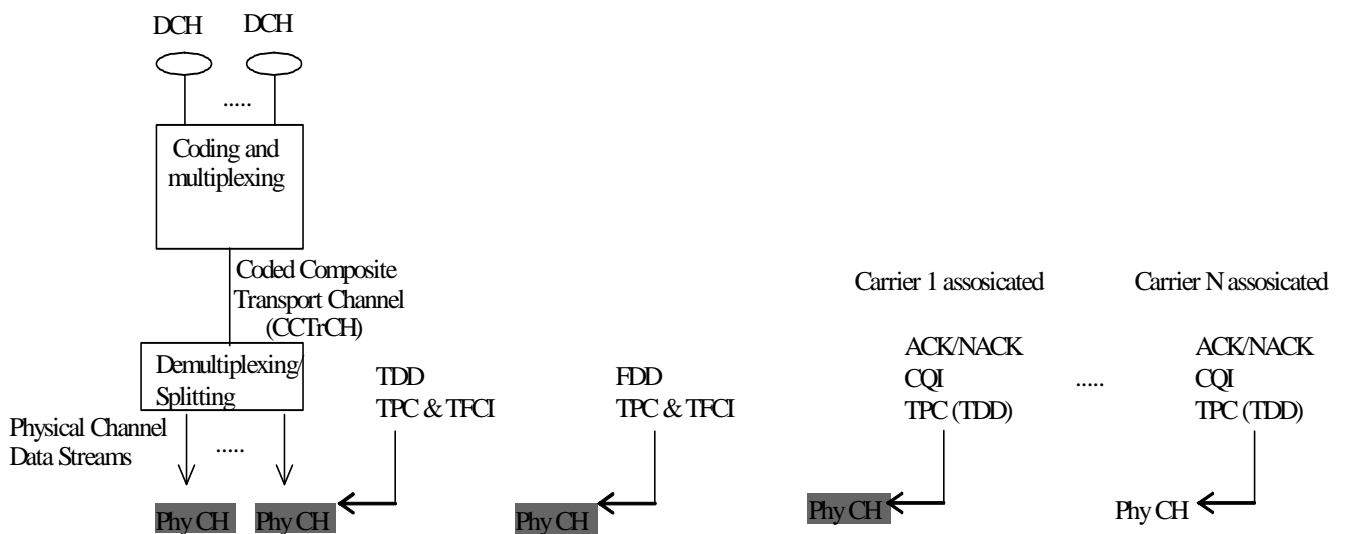 DCH DCH
.....
Coding and
multiplexing
Coded Composite
Transport Channel
(CCTrCH)
Demultiplexing/
Splitting
Physical Channel
Data Streams
.....
Phy CH Phy CH
TDD
TPC & TFCI
FDD
TPC & TFCI
Phy CH
Carrier 1 assosicated
ACK/NACK
CQI
TPC (TDD)
Phy CH
.....
Carrier N assosicated
ACK/NACK
CQI
TPC (TDD)
Phy CH